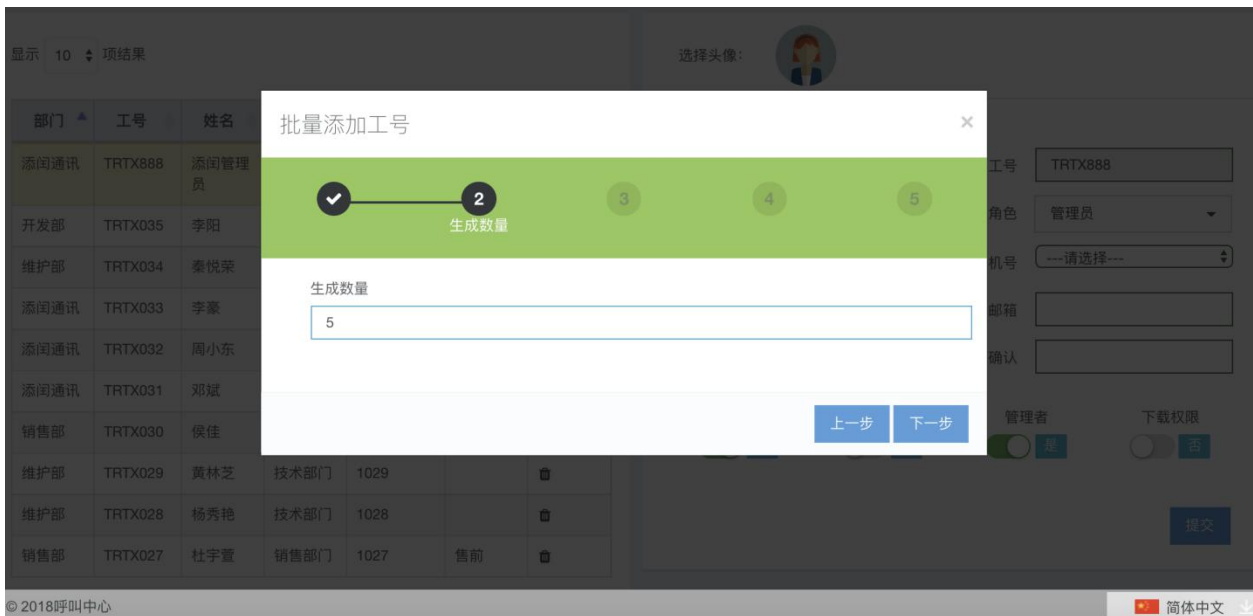 显示 10 项结果
选择头像：
部门 工号 姓名
批量添加工号 ×
2 3 4 5
生成数量
生成数量
5
上一步 下一步
添闰通讯 TRTX888 添闰管理员
开发部 TRTX035 李阳
维护部 TRTX034 秦悦荣
添闰通讯 TRTX033 李豪
添闰通讯 TRTX032 周小东
添闰通讯 TRTX031 邓斌
销售部 TRTX030 侯佳
维护部 TRTX029 黄林芝 技术部门 1029
维护部 TRTX028 杨秀艳 技术部门 1028
销售部 TRTX027 杜宇萱 销售部门 1027 售前
工号 TRTX888
角色 管理员
机号 ---请选择---
邮箱
确认
管理者 下载权限
是 否
提交
© 2018呼叫中心
简体中文